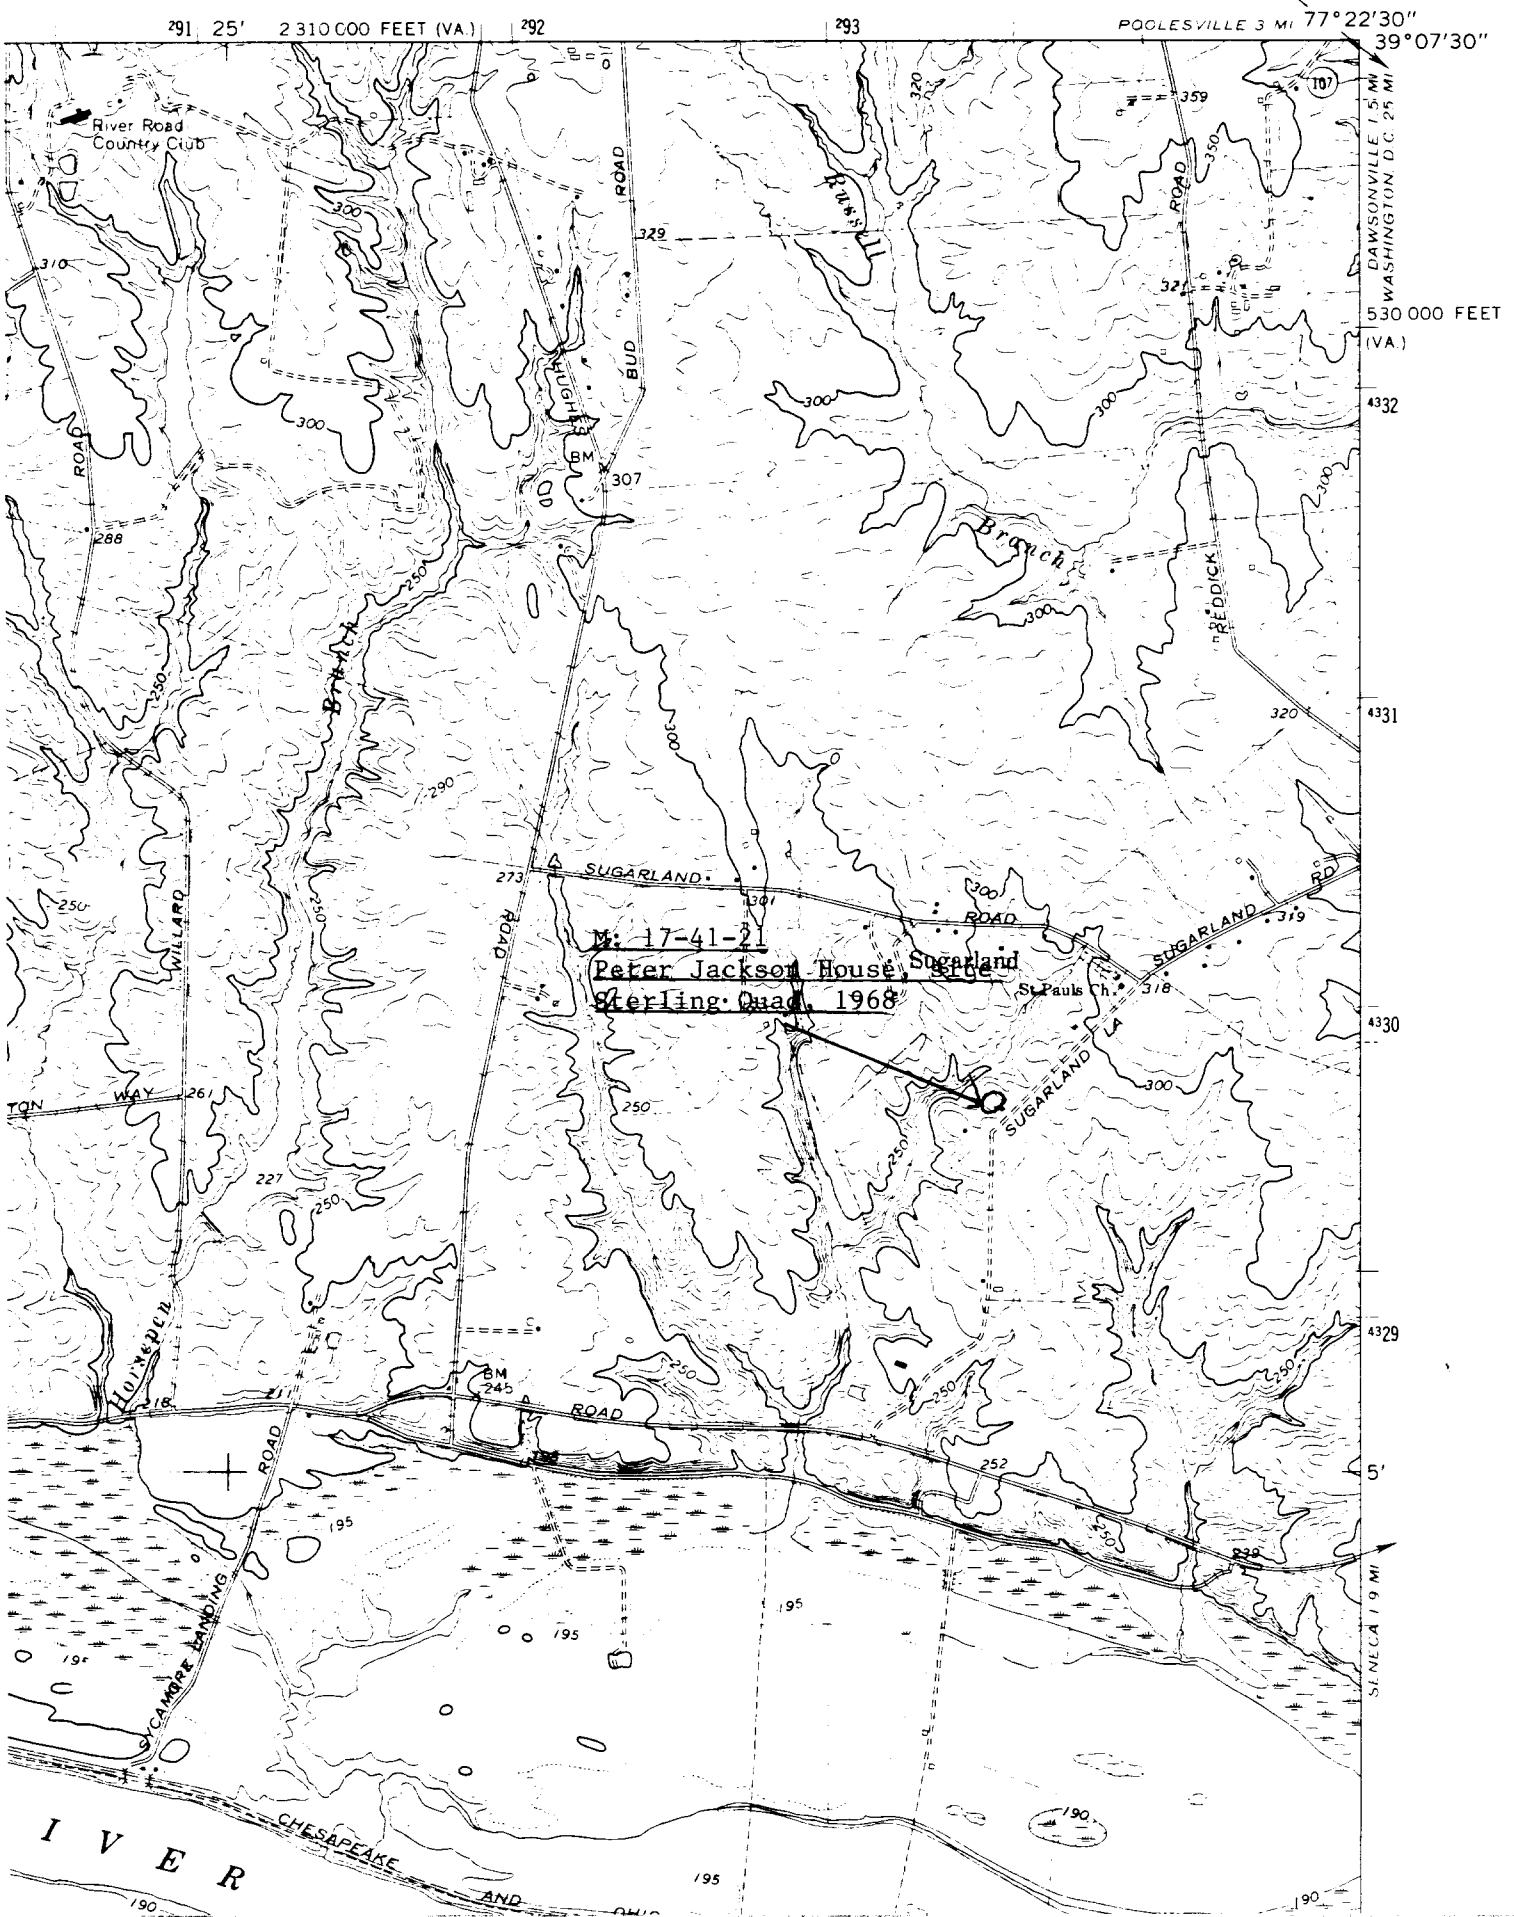 291 25' 2 310 000 FEET (VA.) 292 293 POOLESVILLE 3 MI 77°22'30"
39°07'30"
107
DAWSONVILLE 1.5 MI
WASHINGTON D.C. 25 MI
River Road
Country Club
320
359
350
ROAD
ROAD
Russell
300
329
310
321
530 000 FEET
(VA.)
BUD
HUGHES
300
300
300
4332
ROAD
BM
307
300
288
Branch
250
REDDICK
300
Branch
250
300
320
4331
290
273
SUGARLAND
301
300
ROAD
RD
SUGARLAND
319
250
250
WILLARD
ROAD
M: 17-41-21
Peter Jackson House, Site
Sterling Quad, 1968
Sugarland
St Pauls Ch.
318
4330
SUGARLAND LA
300
TON WAY 261
250
250
227
250
Horsepen
4329
250
250
250
BM
245
218
211
ROAD
ROAD
252
5'
195
250
239
SENECA 1.9 MI
195
195
SYCAMORE LANDING
190
I V E R
CHESAPEAKE
AND
OHIO
195
190
190